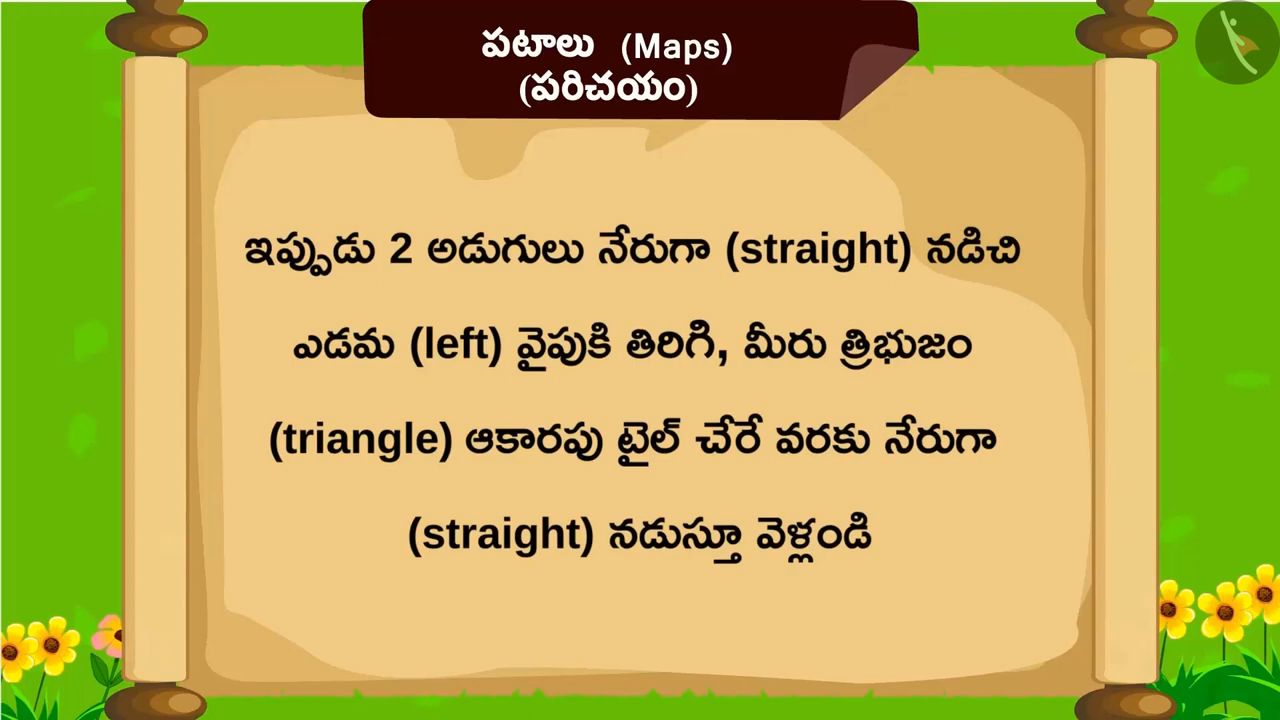 పటాలు (Maps)
(పరిచయం)
ఇప్పుడు 2 అడుగులు నేరుగా (straight) నడిచి
ఎడమ (left) వైపుకి తిరిగి, మీరు త్రిభుజం
(triangle) ఆకారపు టైల్ చేరే వరకు నేరుగా
(straight) నడుస్తూ వెళ్లండి